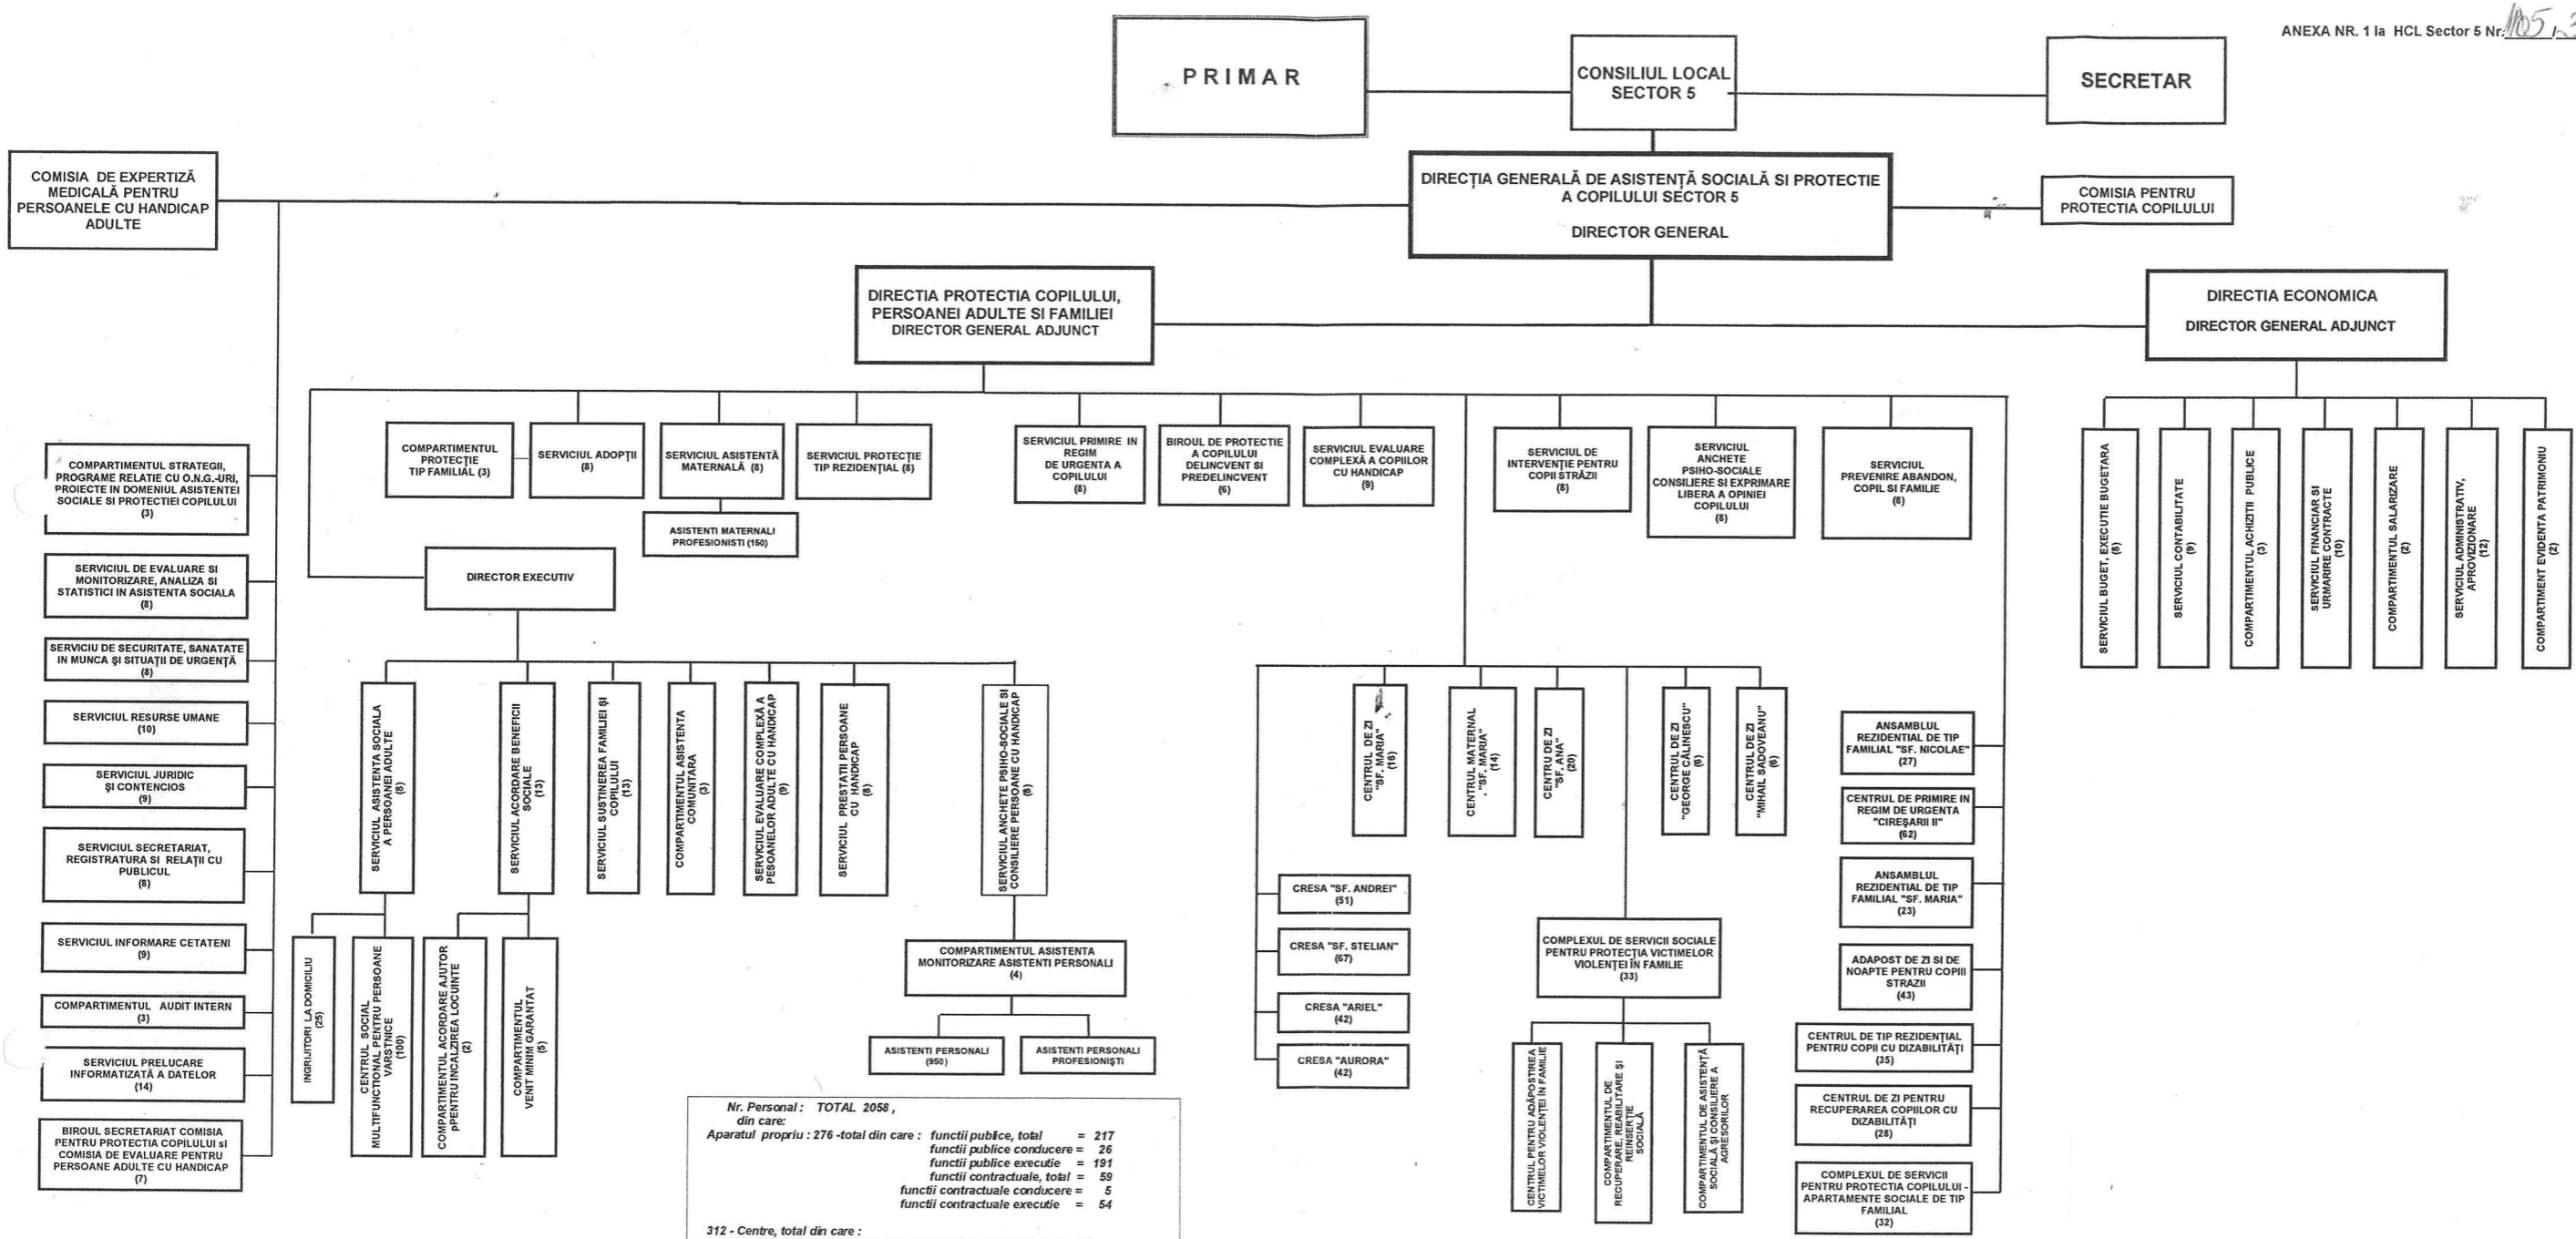 ANEXA NR. 1 la HCL Sector 5 Nr.
PRIMAR
CONSILIUL LOCAL
SECTOR 5
SECRETAR
COMISIA DE EXPERTIZĂ
MEDICALĂ PENTRU
PERSOANELE CU HANDICAP
ADULTE
DIRECȚIA GENERALĂ DE ASISTENȚĂ SOCIALĂ SI PROTECTIE
A COPILULUI SECTOR 5
DIRECTOR GENERAL
COMISIA PENTRU
PROTECTIA COPILULUI
DIRECTIA PROTECTIA COPILULUI,
PERSOANEI ADULTE SI FAMILIEI
DIRECTOR GENERAL ADJUNCT
DIRECTIA ECONOMICA
DIRECTOR GENERAL ADJUNCT
COMPARTIMENTUL STRATEGII,
PROGRAME RELATIE CU O.N.G.-URI,
PROIECTE IN DOMENIUL ASISTENTEI
SOCIALE SI PROTECTIEI COPILULUI
(3)
SERVICIUL DE EVALUARE SI
MONITORIZARE, ANALIZA SI
STATISTICI IN ASISTENTA SOCIALA
(8)
SERVICIU DE SECURITATE, SANATATE
IN MUNCA ȘI SITUAȚII DE URGENȚĂ
(8)
SERVICIUL RESURSE UMANE
(10)
SERVICIUL JURIDIC
ȘI CONTENCIOS
(9)
SERVICIUL SECRETARIAT,
REGISTRATURA SI RELAȚII CU
PUBLICUL
(8)
SERVICIUL INFORMARE CETATENI
(9)
COMPARTIMENTUL AUDIT INTERN
(3)
SERVICIUL PRELUCARE
INFORMATIZATĂ A DATELOR
(14)
BIROUL SECRETARIAT COMISIA
PENTRU PROTECTIA COPILULUI si
COMISIA DE EVALUARE PENTRU
PERSOANE ADULTE CU HANDICAP
(7)
COMPARTIMENTUL
PROTECȚIE
TIP FAMILIAL (3)
SERVICIUL ADOPȚII
(8)
SERVICIUL ASISTENTĂ
MATERNALĂ (8)
ASISTENTI MATERNALI
PROFESIONISTI (150)
SERVICIUL PROTECȚIE
TIP REZIDENȚIAL (8)
SERVICIUL PRIMIRE IN
REGIM
DE URGENTA A
COPILULUI
(8)
BIROUL DE PROTECTIE
A COPILULUI
DELINCVENT SI
PREDELINCVENT
(6)
SERVICIUL EVALUARE
COMPLEXĂ A COPIILOR
CU HANDICAP
(9)
SERVICIUL DE
INTERVENȚIE PENTRU
COPII STRĂZII
(8)
SERVICIUL
ANCHETE
PSIHO-SOCIALE
CONSILIERE SI EXPRIMARE
LIBERA A OPINIEI
COPILULUI
(8)
SERVICIUL
PREVENIRE ABANDON,
COPIL SI FAMILIE
(8)
SERVICIUL BUGET, EXECUTIE BUGETARA
(8)
SERVICIUL CONTABILITATE
(9)
COMPARTIMENTUL ACHIZITII PUBLICE
(3)
SERVICIUL FINANCIAR SI
URMARIRE CONTRACTE
(10)
COMPARTIMENTUL SALARIZARE
(2)
SERVICIUL ADMINISTRATIV,
APROVIZIONARE
(12)
COMPARTIMENT EVIDENTA PATRIMONIU
(2)
DIRECTOR EXECUTIV
SERVICIUL ASISTENTA SOCIALA
A PERSOANEI ADULTE
(8)
SERVICIUL ACORDARE BENEFICII
SOCIALE
(13)
SERVICIUL SUSTINEREA FAMILIEI ȘI
COPILULUI
(13)
COMPARTIMENTUL ASISTENTA
COMUNITARA
(3)
SERVICIUL EVALUARE COMPLEXĂ A
PESOANELOR ADULTE CU HANDICAP
(9)
SERVICIUL PRESTATII PERSOANE
CU HANDICAP
(8)
SERVICIUL ANCHETE PSIHO-SOCIALE SI
CONSILIERE PERSOANE CU HANDICAP
(8)
INGRIJITORI LA DOMICILIU
(25)
CENTRUL SOCIAL
MULTIFUNCTIONAL PENTRU PERSOANE
VARSTNICE
(100)
COMPARTIMENTUL ACORDARE AJUTOR
pPENTRU INCALZIREA LOCUINTE
(2)
COMPARTIMENTUL
VENIT MINIM GARANTAT
(5)
COMPARTIMENTUL ASISTENTA
MONITORIZARE ASISTENTI PERSONALI
(4)
ASISTENTI PERSONALI
(950)
ASISTENTI PERSONALI
PROFESIONIȘTI
CENTRUL DE ZI
"SF. MARIA"
(16)
CENTRUL MATERNAL
"SF. MARIA"
(14)
CENTRU DE ZI
"SF. ANA"
(20)
CENTRUL DE ZI
"GEORGE CĂLINESCU"
(6)
CENTRUL DE ZI
"MIHAIL SADOVEANU"
(6)
CRESA "SF. ANDREI"
(51)
CRESA "SF. STELIAN"
(67)
CRESA "ARIEL"
(42)
CRESA "AURORA"
(42)
COMPLEXUL DE SERVICII SOCIALE
PENTRU PROTECȚIA VICTIMELOR
VIOLENȚEI ÎN FAMILIE
(33)
CENTRUL PENTRU ADĂPOSTIREA
VICTIMELOR VIOLENȚEI ÎN FAMILIE
COMPARTIMENTUL DE
RECUPERARE, REABILITARE ȘI
REINSERȚIE
SOCIALĂ
COMPARTIMENTUL DE ASISTENȚĂ
SOCIALĂ ȘI CONSILIERE A
AGRESORILOR
ANSAMBLUL
REZIDENTIAL DE TIP
FAMILIAL "SF. NICOLAE"
(27)
CENTRUL DE PRIMIRE IN
REGIM DE URGENTA
"CIREȘARII II"
(62)
ANSAMBLUL
REZIDENTIAL DE TIP
FAMILIAL "SF. MARIA"
(23)
ADAPOST DE ZI SI DE
NOAPTE PENTRU COPIII
STRAZII
(43)
CENTRUL DE TIP REZIDENȚIAL
PENTRU COPII CU DIZABILITĂȚI
(35)
CENTRUL DE ZI PENTRU
RECUPERAREA COPIILOR CU
DIZABILITĂȚI
(28)
COMPLEXUL DE SERVICII
PENTRU PROTECTIA COPILULUI -
APARTAMENTE SOCIALE DE TIP
FAMILIAL
(32)
Nr. Personal : TOTAL 2058 ,
din care:
Aparatul propriu : 276 -total din care : functii publice, total = 217
functii publice conducere = 26
functii publice executie = 191
functii contractuale, total = 59
functii contractuale conducere = 5
functii contractuale executie = 54
312 - Centre, total din care :